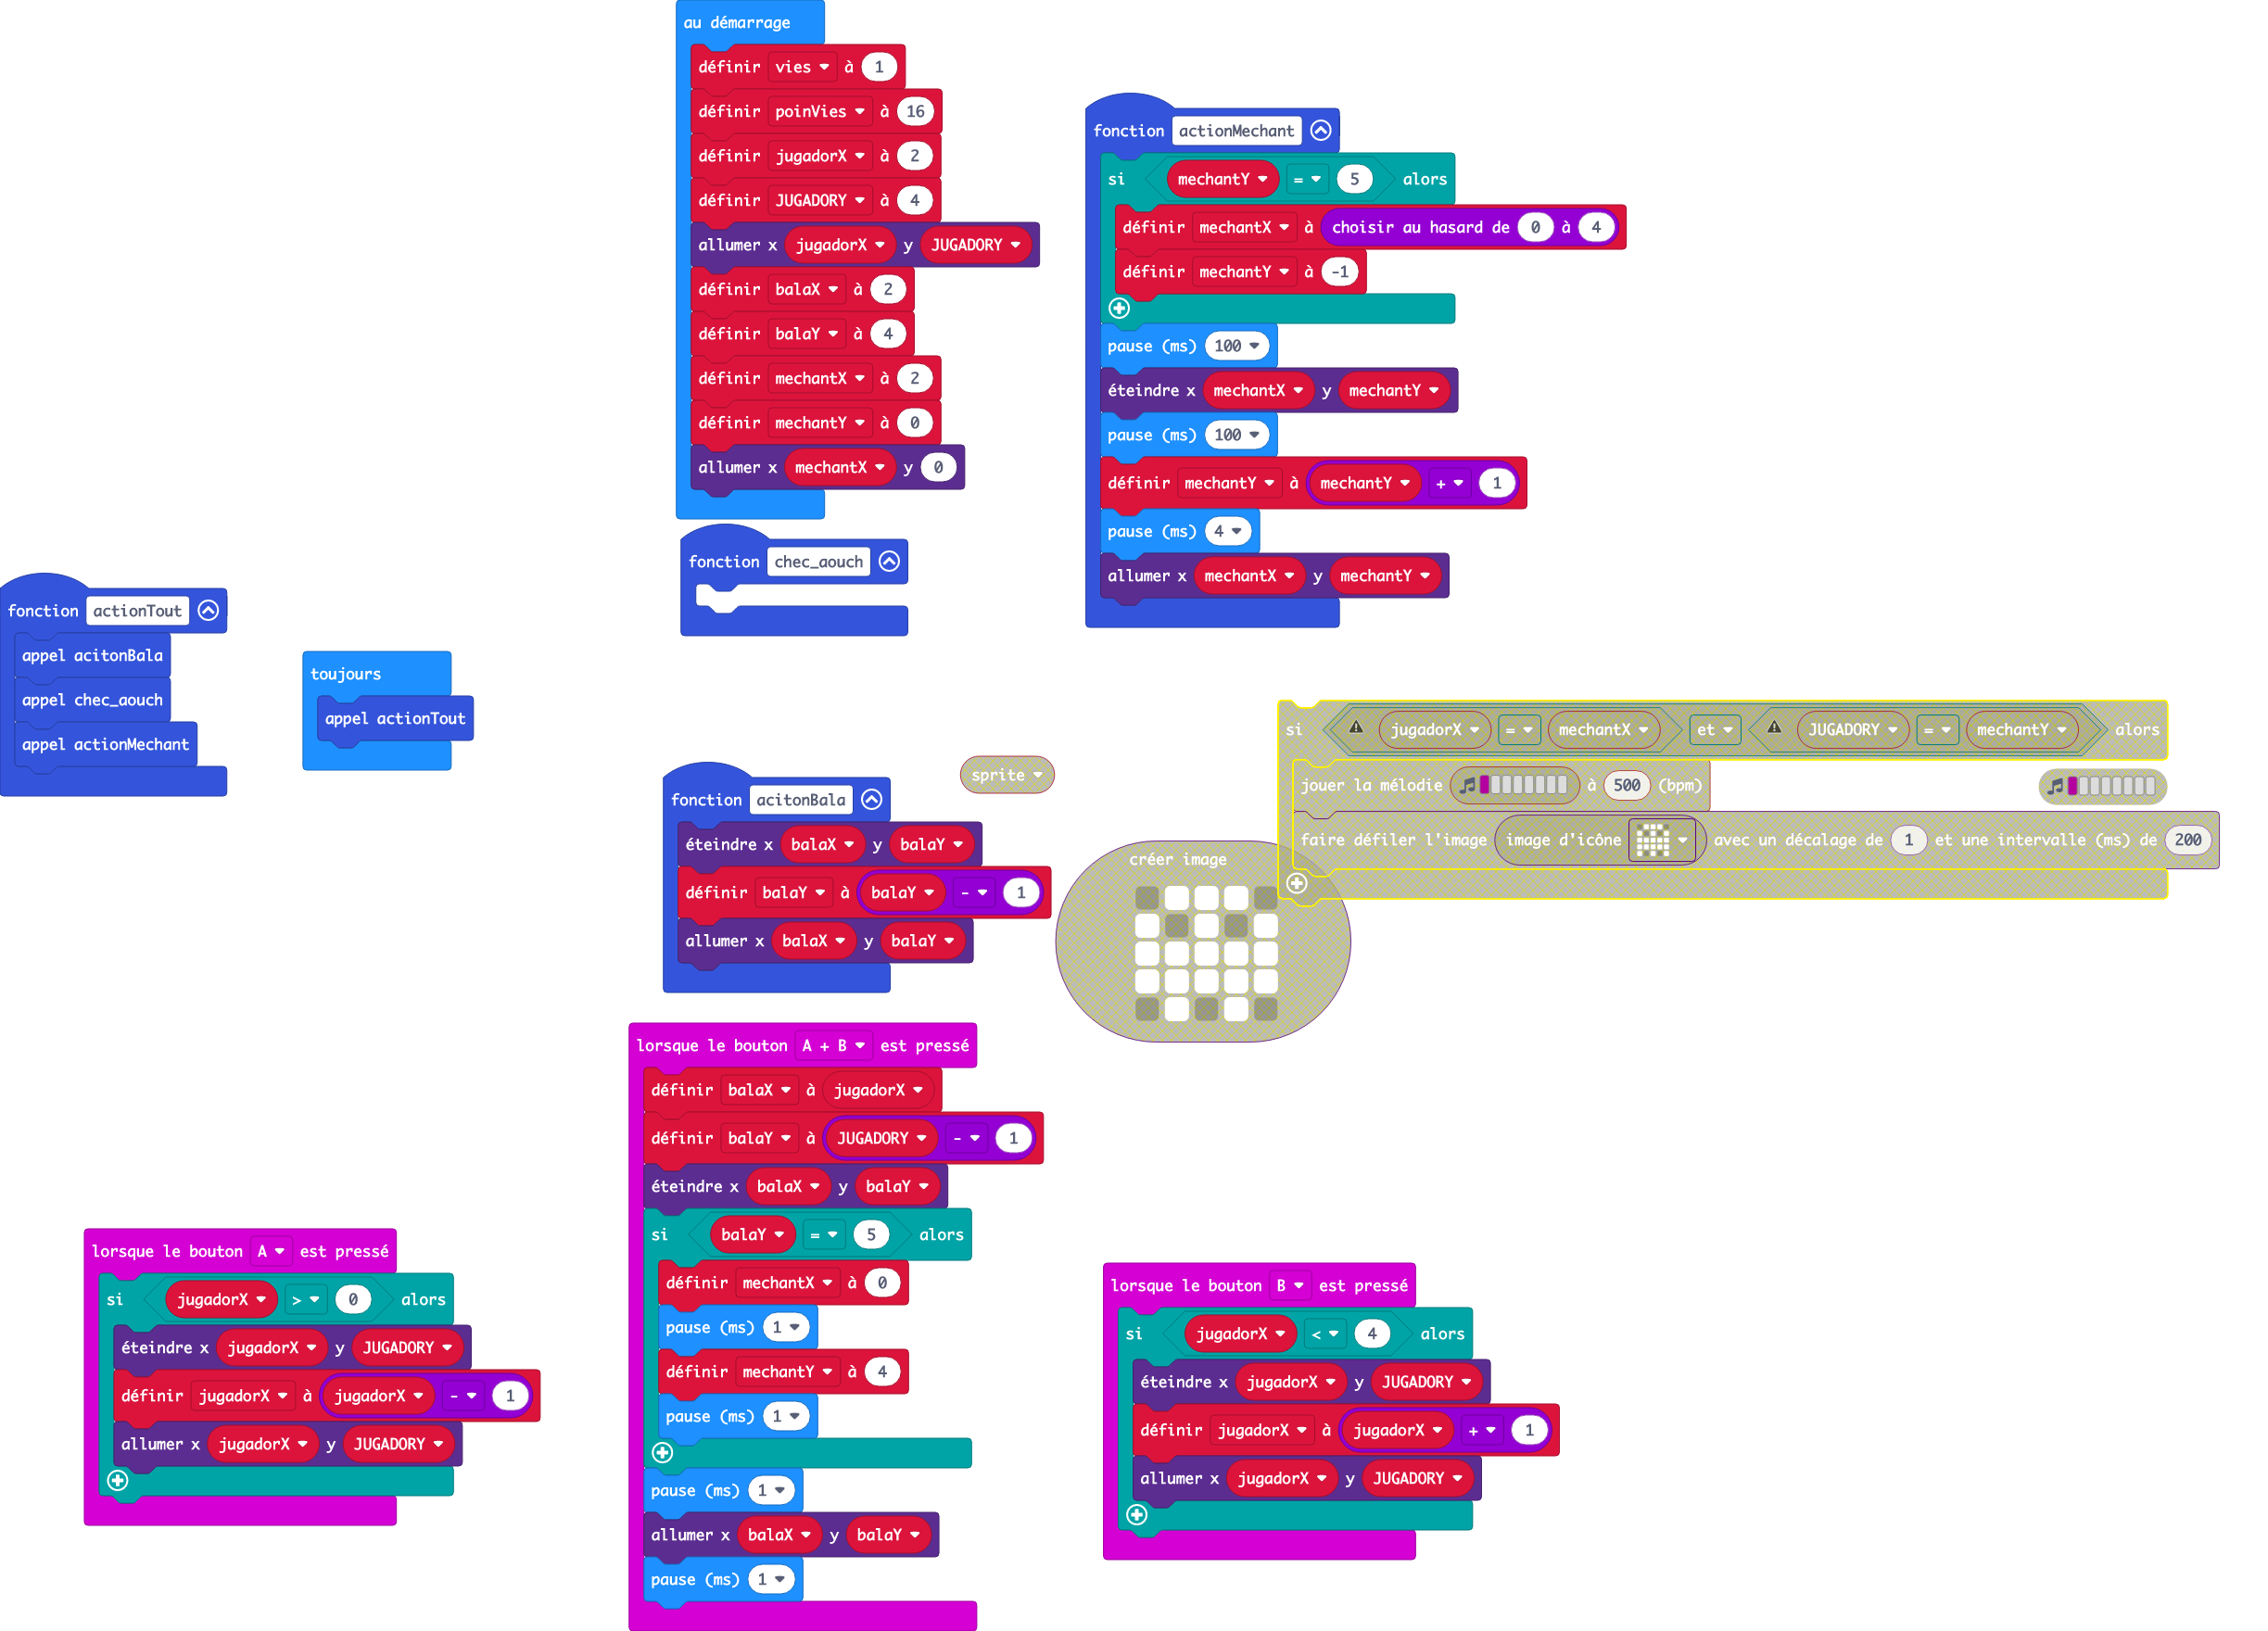 au démarrage
définir vies à 1
définir poinVies à 16
définir jugadorX à 2
définir JUGADORY à 4
allumer x jugadorX y JUGADORY
définir balaX à 2
définir balaY à 4
définir mechantX à 2
définir mechantY à 0
allumer x mechantX y 0
fonction actionMechant
si mechantY = 5 alors
définir mechantX à choisir au hasard de 0 à 4
définir mechantY à -1
pause (ms) 100
éteindre x mechantX y mechantY
pause (ms) 100
définir mechantY à mechantY + 1
pause (ms) 4
allumer x mechantX y mechantY
fonction chec_aouch
fonction actionTout
appel acitonBala
appel chec_aouch
appel actionMechant
toujours
appel actionTout
sprite
si jugadorX = mechantX et JUGADORY = mechantY alors
jouer la mélodie à 500 (bpm)
faire défiler l'image image d'icône avec un décalage de 1 et une intervalle (ms) de 200
créer image
fonction acitonBala
éteindre x balaX y balaY
définir balaY à balaY - 1
allumer x balaX y balaY
lorsque le bouton A + B est pressé
définir balaX à jugadorX
définir balaY à JUGADORY - 1
éteindre x balaX y balaY
si balaY = 5 alors
définir mechantX à 0
pause (ms) 1
définir mechantY à 4
pause (ms) 1
pause (ms) 1
allumer x balaX y balaY
pause (ms) 1
lorsque le bouton A est pressé
si jugadorX > 0 alors
éteindre x jugadorX y JUGADORY
définir jugadorX à jugadorX - 1
allumer x jugadorX y JUGADORY
lorsque le bouton B est pressé
si jugadorX < 4 alors
éteindre x jugadorX y JUGADORY
définir jugadorX à jugadorX + 1
allumer x jugadorX y JUGADORY